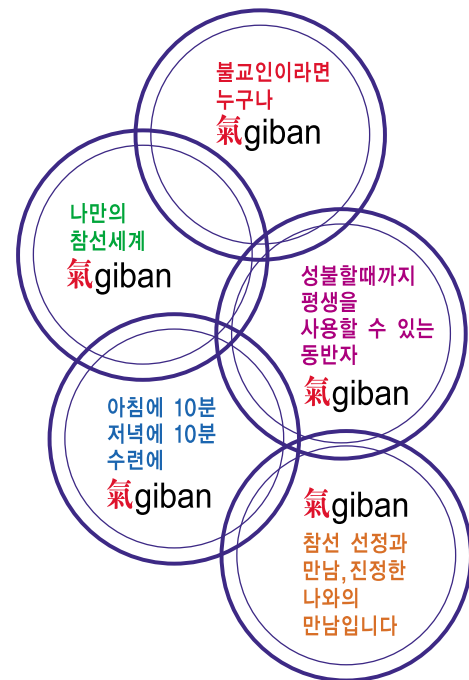 불교인이라면
누구나
氣giban
나만의
참선세계
氣giban
성불할때까지
평생을
사용할 수 있는
동반자
氣giban
아침에 10분
저녁에 10분
수련에
氣giban
氣giban
참선 선정과
만남,진정한
나와의
만남입니다